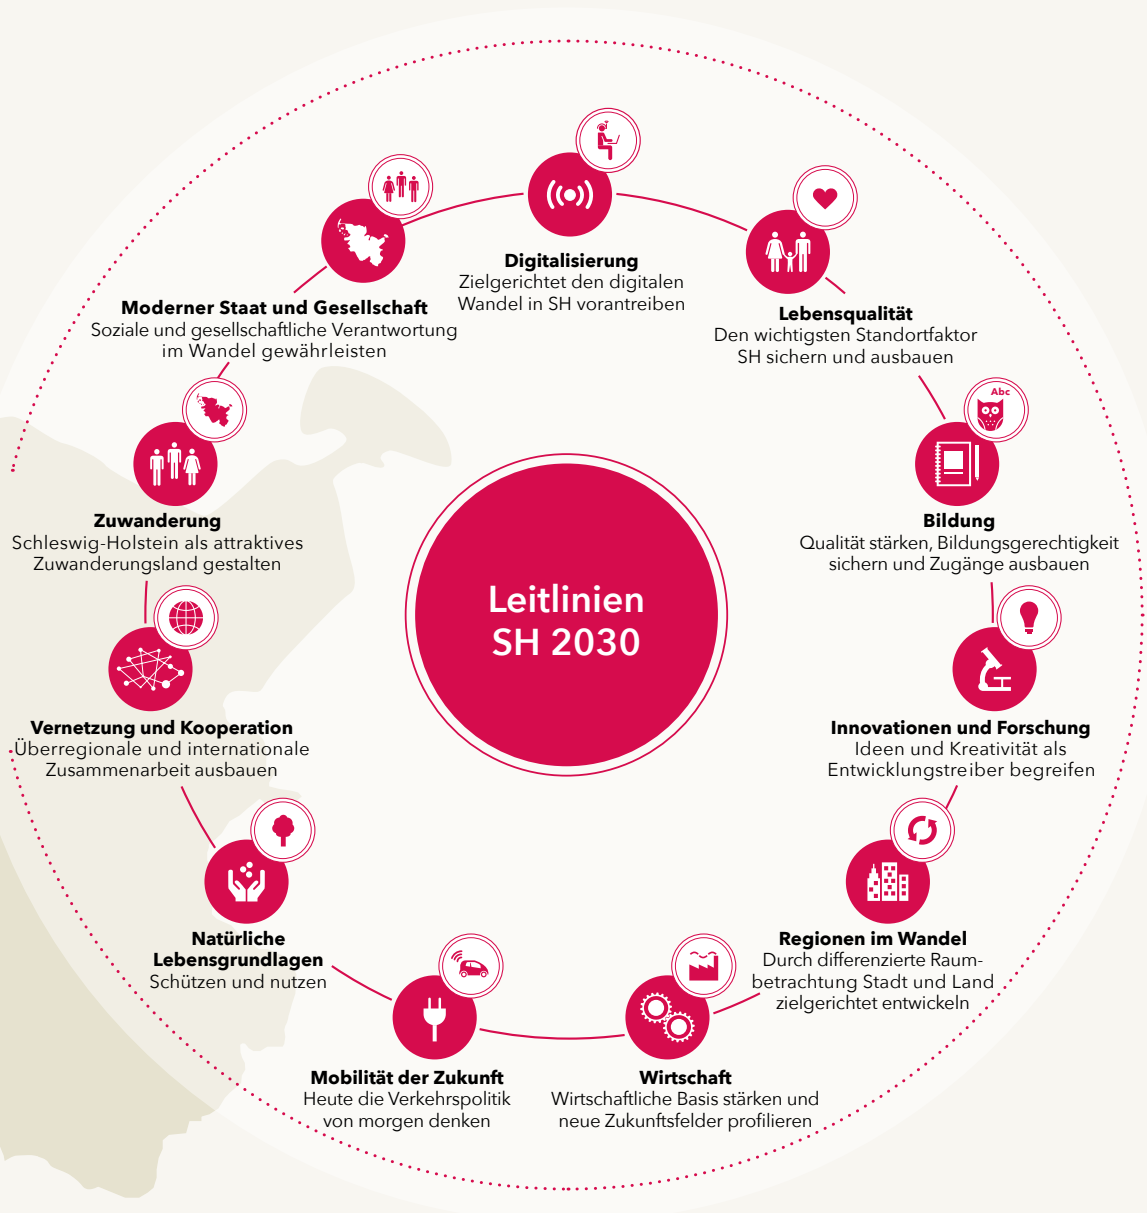 Digitalisierung
Zielgerichtet den digitalen
Wandel in SH vorantreiben
Lebensqualität
Den wichtigsten Standortfaktor
SH sichern und ausbauen
Abc
Bildung
Qualität stärken, Bildungsgerechtigkeit
sichern und Zugänge ausbauen
Innovationen und Forschung
Ideen und Kreativität als
Entwicklungstreiber begreifen
Regionen im Wandel
Durch differenzierte Raum-
betrachtung Stadt und Land
zielgerichtet entwickeln
Wirtschaft
Wirtschaftliche Basis stärken und
neue Zukunftsfelder profilieren
Mobilität der Zukunft
Heute die Verkehrspolitik
von morgen denken
Natürliche
Lebensgrundlagen
Schützen und nutzen
Vernetzung und Kooperation
Überregionale und internationale
Zusammenarbeit ausbauen
Zuwanderung
Schleswig-Holstein als attraktives
Zuwanderungsland gestalten
Moderner Staat und Gesellschaft
Soziale und gesellschaftliche Verantwortung
im Wandel gewährleisten
Leitlinien
SH 2030